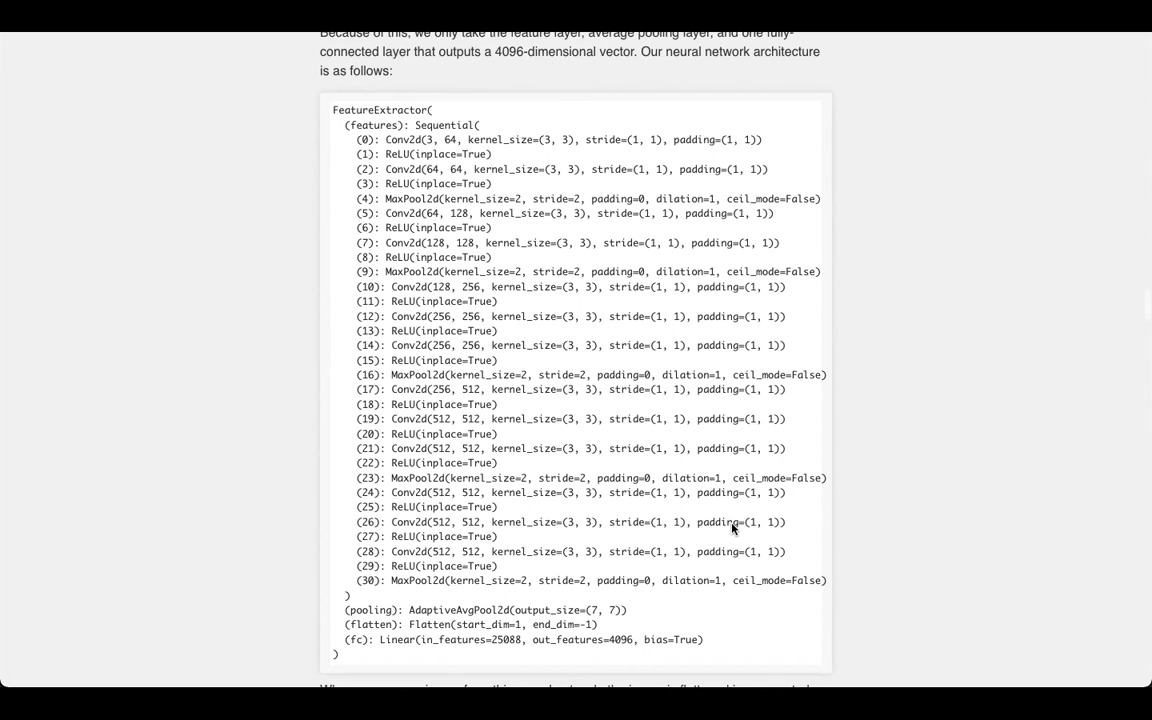 Because of this, we only take the feature layer, average pooling layer, and one fully-
connected layer that outputs a 4096-dimensional vector. Our neural network architecture
is as follows:
FeatureExtractor(
  (features): Sequential(
    (0): Conv2d(3, 64, kernel_size=(3, 3), stride=(1, 1), padding=(1, 1))
    (1): ReLU(inplace=True)
    (2): Conv2d(64, 64, kernel_size=(3, 3), stride=(1, 1), padding=(1, 1))
    (3): ReLU(inplace=True)
    (4): MaxPool2d(kernel_size=2, stride=2, padding=0, dilation=1, ceil_mode=False)
    (5): Conv2d(64, 128, kernel_size=(3, 3), stride=(1, 1), padding=(1, 1))
    (6): ReLU(inplace=True)
    (7): Conv2d(128, 128, kernel_size=(3, 3), stride=(1, 1), padding=(1, 1))
    (8): ReLU(inplace=True)
    (9): MaxPool2d(kernel_size=2, stride=2, padding=0, dilation=1, ceil_mode=False)
    (10): Conv2d(128, 256, kernel_size=(3, 3), stride=(1, 1), padding=(1, 1))
    (11): ReLU(inplace=True)
    (12): Conv2d(256, 256, kernel_size=(3, 3), stride=(1, 1), padding=(1, 1))
    (13): ReLU(inplace=True)
    (14): Conv2d(256, 256, kernel_size=(3, 3), stride=(1, 1), padding=(1, 1))
    (15): ReLU(inplace=True)
    (16): MaxPool2d(kernel_size=2, stride=2, padding=0, dilation=1, ceil_mode=False)
    (17): Conv2d(256, 512, kernel_size=(3, 3), stride=(1, 1), padding=(1, 1))
    (18): ReLU(inplace=True)
    (19): Conv2d(512, 512, kernel_size=(3, 3), stride=(1, 1), padding=(1, 1))
    (20): ReLU(inplace=True)
    (21): Conv2d(512, 512, kernel_size=(3, 3), stride=(1, 1), padding=(1, 1))
    (22): ReLU(inplace=True)
    (23): MaxPool2d(kernel_size=2, stride=2, padding=0, dilation=1, ceil_mode=False)
    (24): Conv2d(512, 512, kernel_size=(3, 3), stride=(1, 1), padding=(1, 1))
    (25): ReLU(inplace=True)
    (26): Conv2d(512, 512, kernel_size=(3, 3), stride=(1, 1), padding=(1, 1))
    (27): ReLU(inplace=True)
    (28): Conv2d(512, 512, kernel_size=(3, 3), stride=(1, 1), padding=(1, 1))
    (29): ReLU(inplace=True)
    (30): MaxPool2d(kernel_size=2, stride=2, padding=0, dilation=1, ceil_mode=False)
  )
  (pooling): AdaptiveAvgPool2d(output_size=(7, 7))
  (flatten): Flatten(start_dim=1, end_dim=-1)
  (fc): Linear(in_features=25088, out_features=4096, bias=True)
)